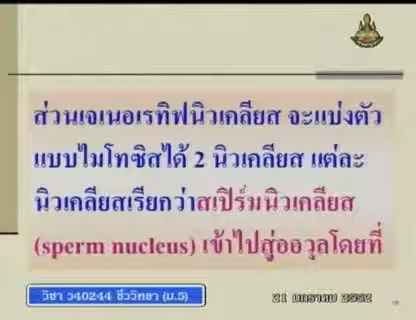 ส่วนเจเนอเรทิฟนิวเคลียส จะแบ่งตัว
แบบไมโทซิสได้ 2 นิวเคลียส แต่ละ
นิวเคลียสเรียกว่าสเปิร์มนิวเคลียส
(sperm nucleus) เข้าไปสู่ออวุลโดยที่
วิชา ว40244 ชีววิทยา (ม.5)
21 มกราคม 2552